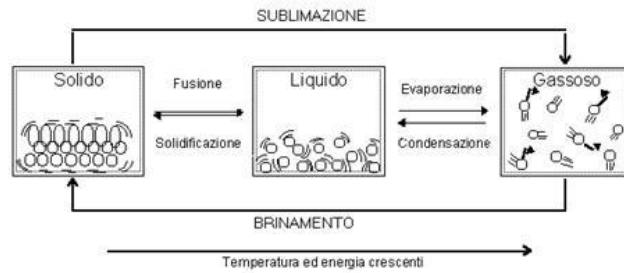 SUBLIMAZIONE
Solido
Fusione
Solidificazione
Liquido
Evaporazione
Condensazione
Gassoso
BRINAMENTO
Temperatura ed energia crescenti